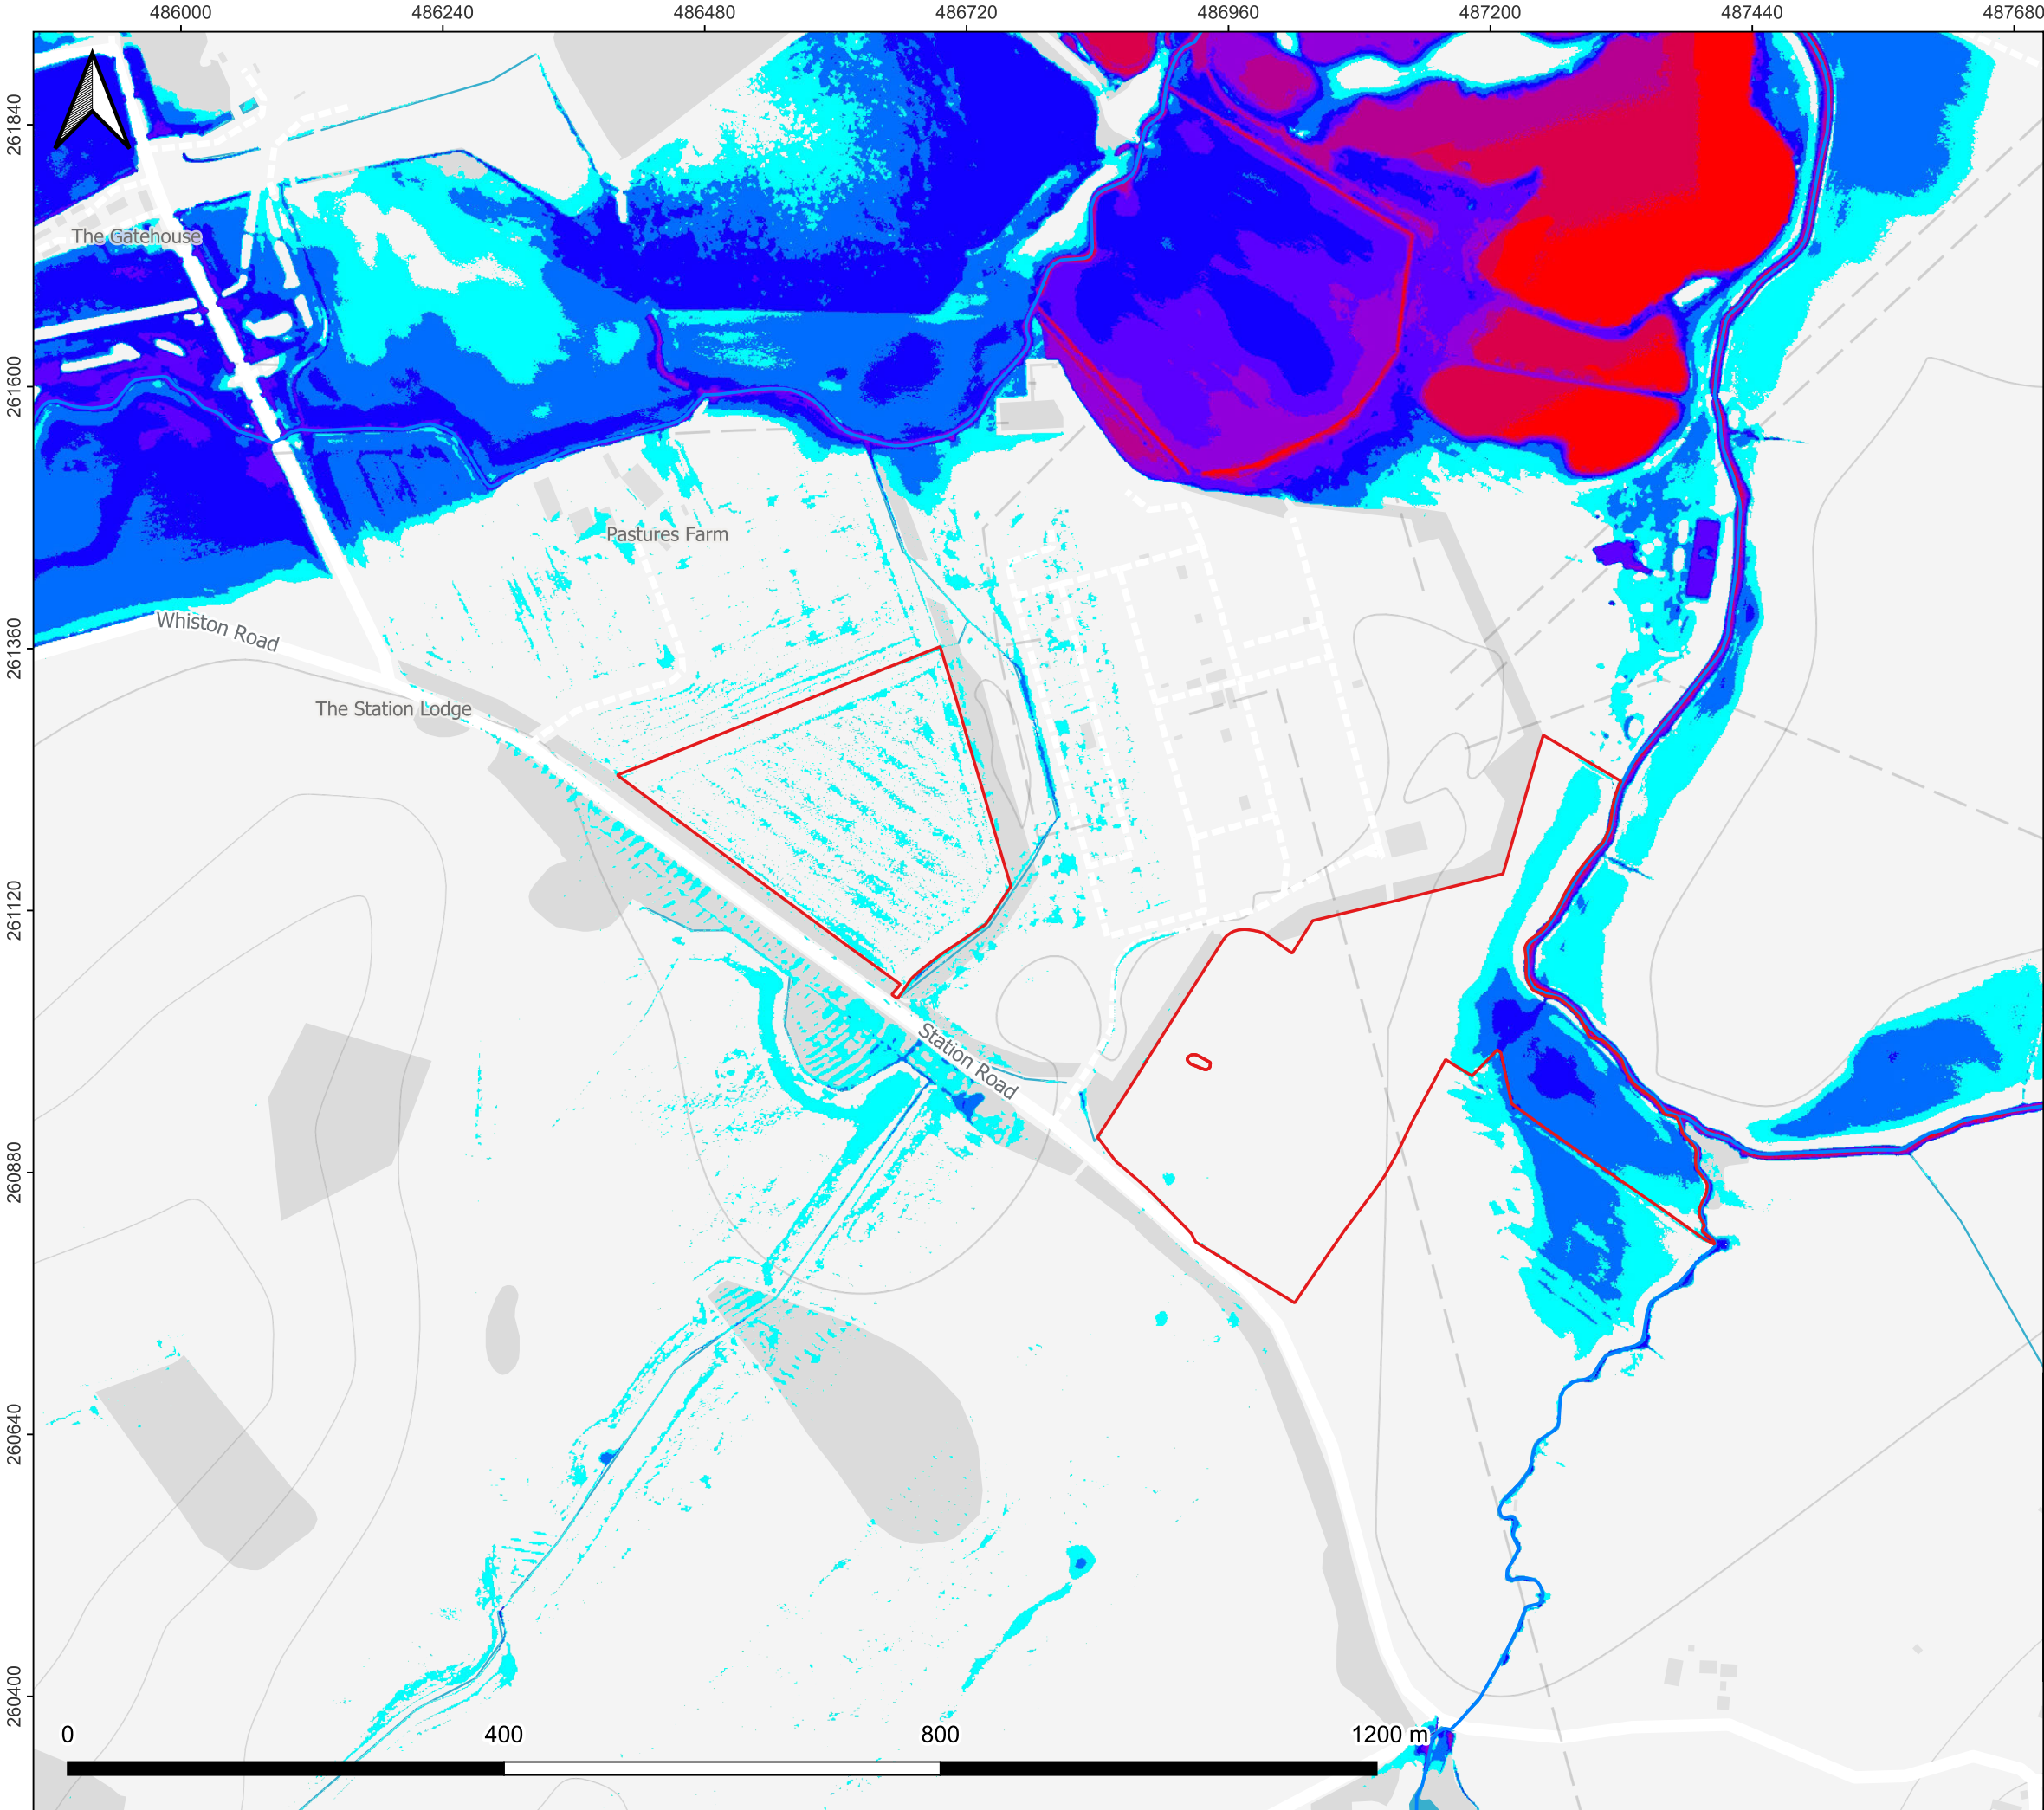 486000 486240 486480 486720 486960 487200 487440 487680
261840
261600
261360
261120
260880
260640
260400
The Gatehouse
Pastures Farm
Whiston Road
The Station Lodge
Station Road
0 400 800 1200 m